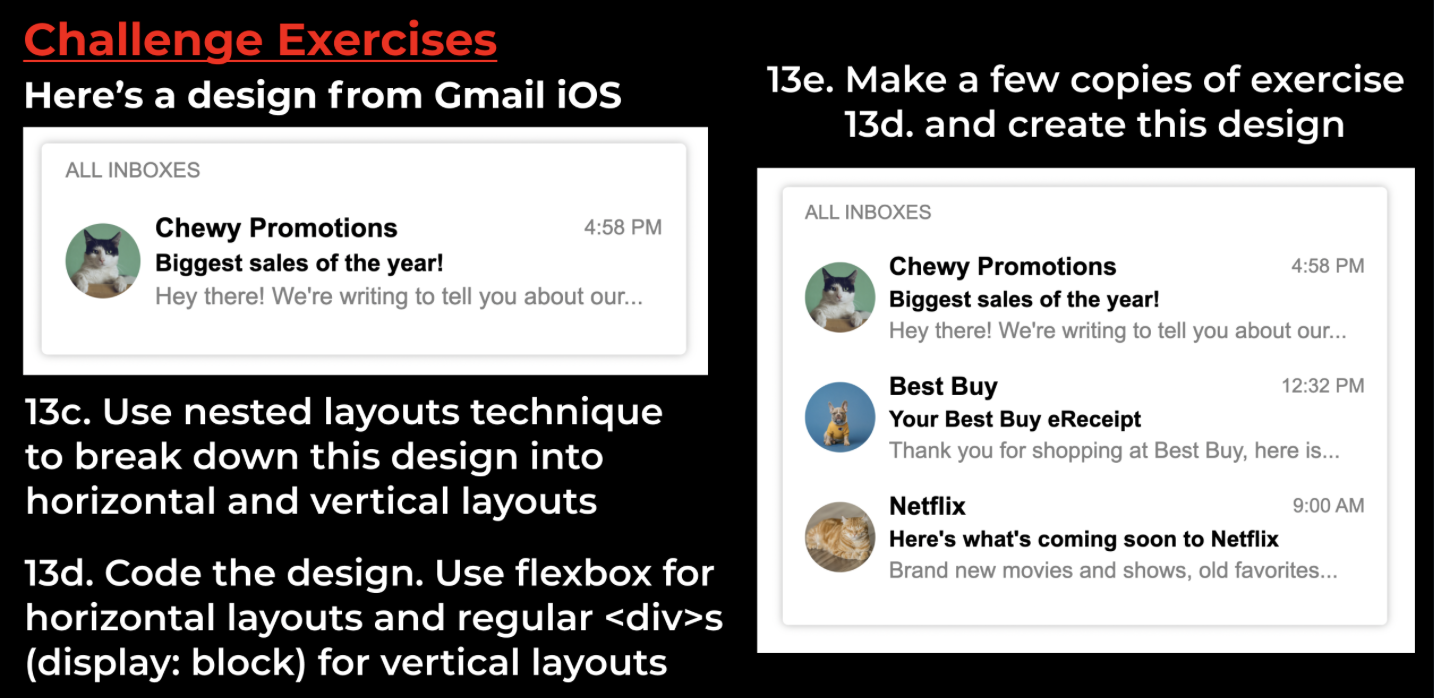 Challenge Exercises
Here’s a design from Gmail iOS
ALL INBOXES
Chewy Promotions 4:58 PM
Biggest sales of the year!
Hey there! We're writing to tell you about our...
13c. Use nested layouts technique
to break down this design into
horizontal and vertical layouts
13d. Code the design. Use flexbox for
horizontal layouts and regular <div>s
(display: block) for vertical layouts
13e. Make a few copies of exercise
13d. and create this design
ALL INBOXES
Chewy Promotions 4:58 PM
Biggest sales of the year!
Hey there! We're writing to tell you about our...
Best Buy 12:32 PM
Your Best Buy eReceipt
Thank you for shopping at Best Buy, here is...
Netflix 9:00 AM
Here's what's coming soon to Netflix
Brand new movies and shows, old favorites...